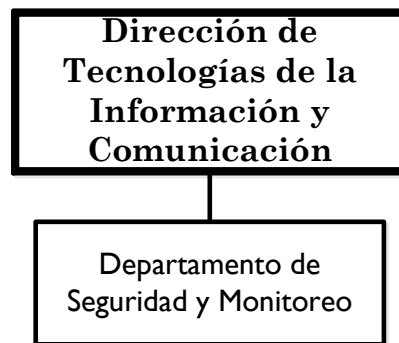 Dirección de
Tecnologías de la
Información y
Comunicación
Departamento de
Seguridad y Monitoreo